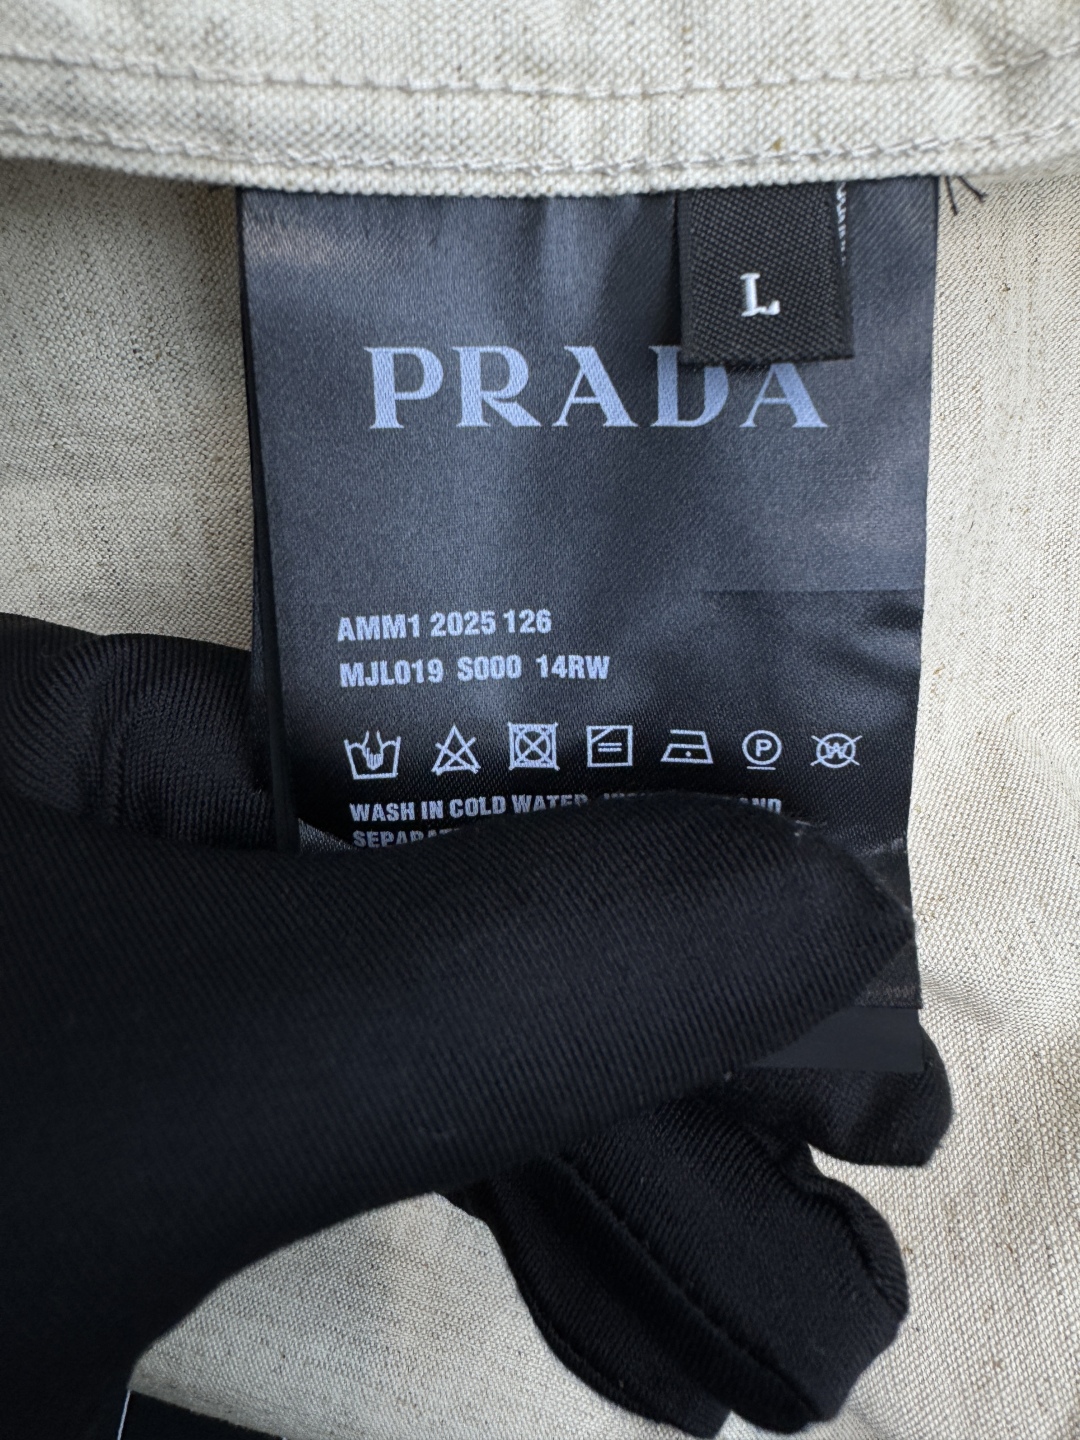 L
PRADA
AMM1 2025 126
MJL019 S000 14RW
P
W
WASH IN COLD WATER